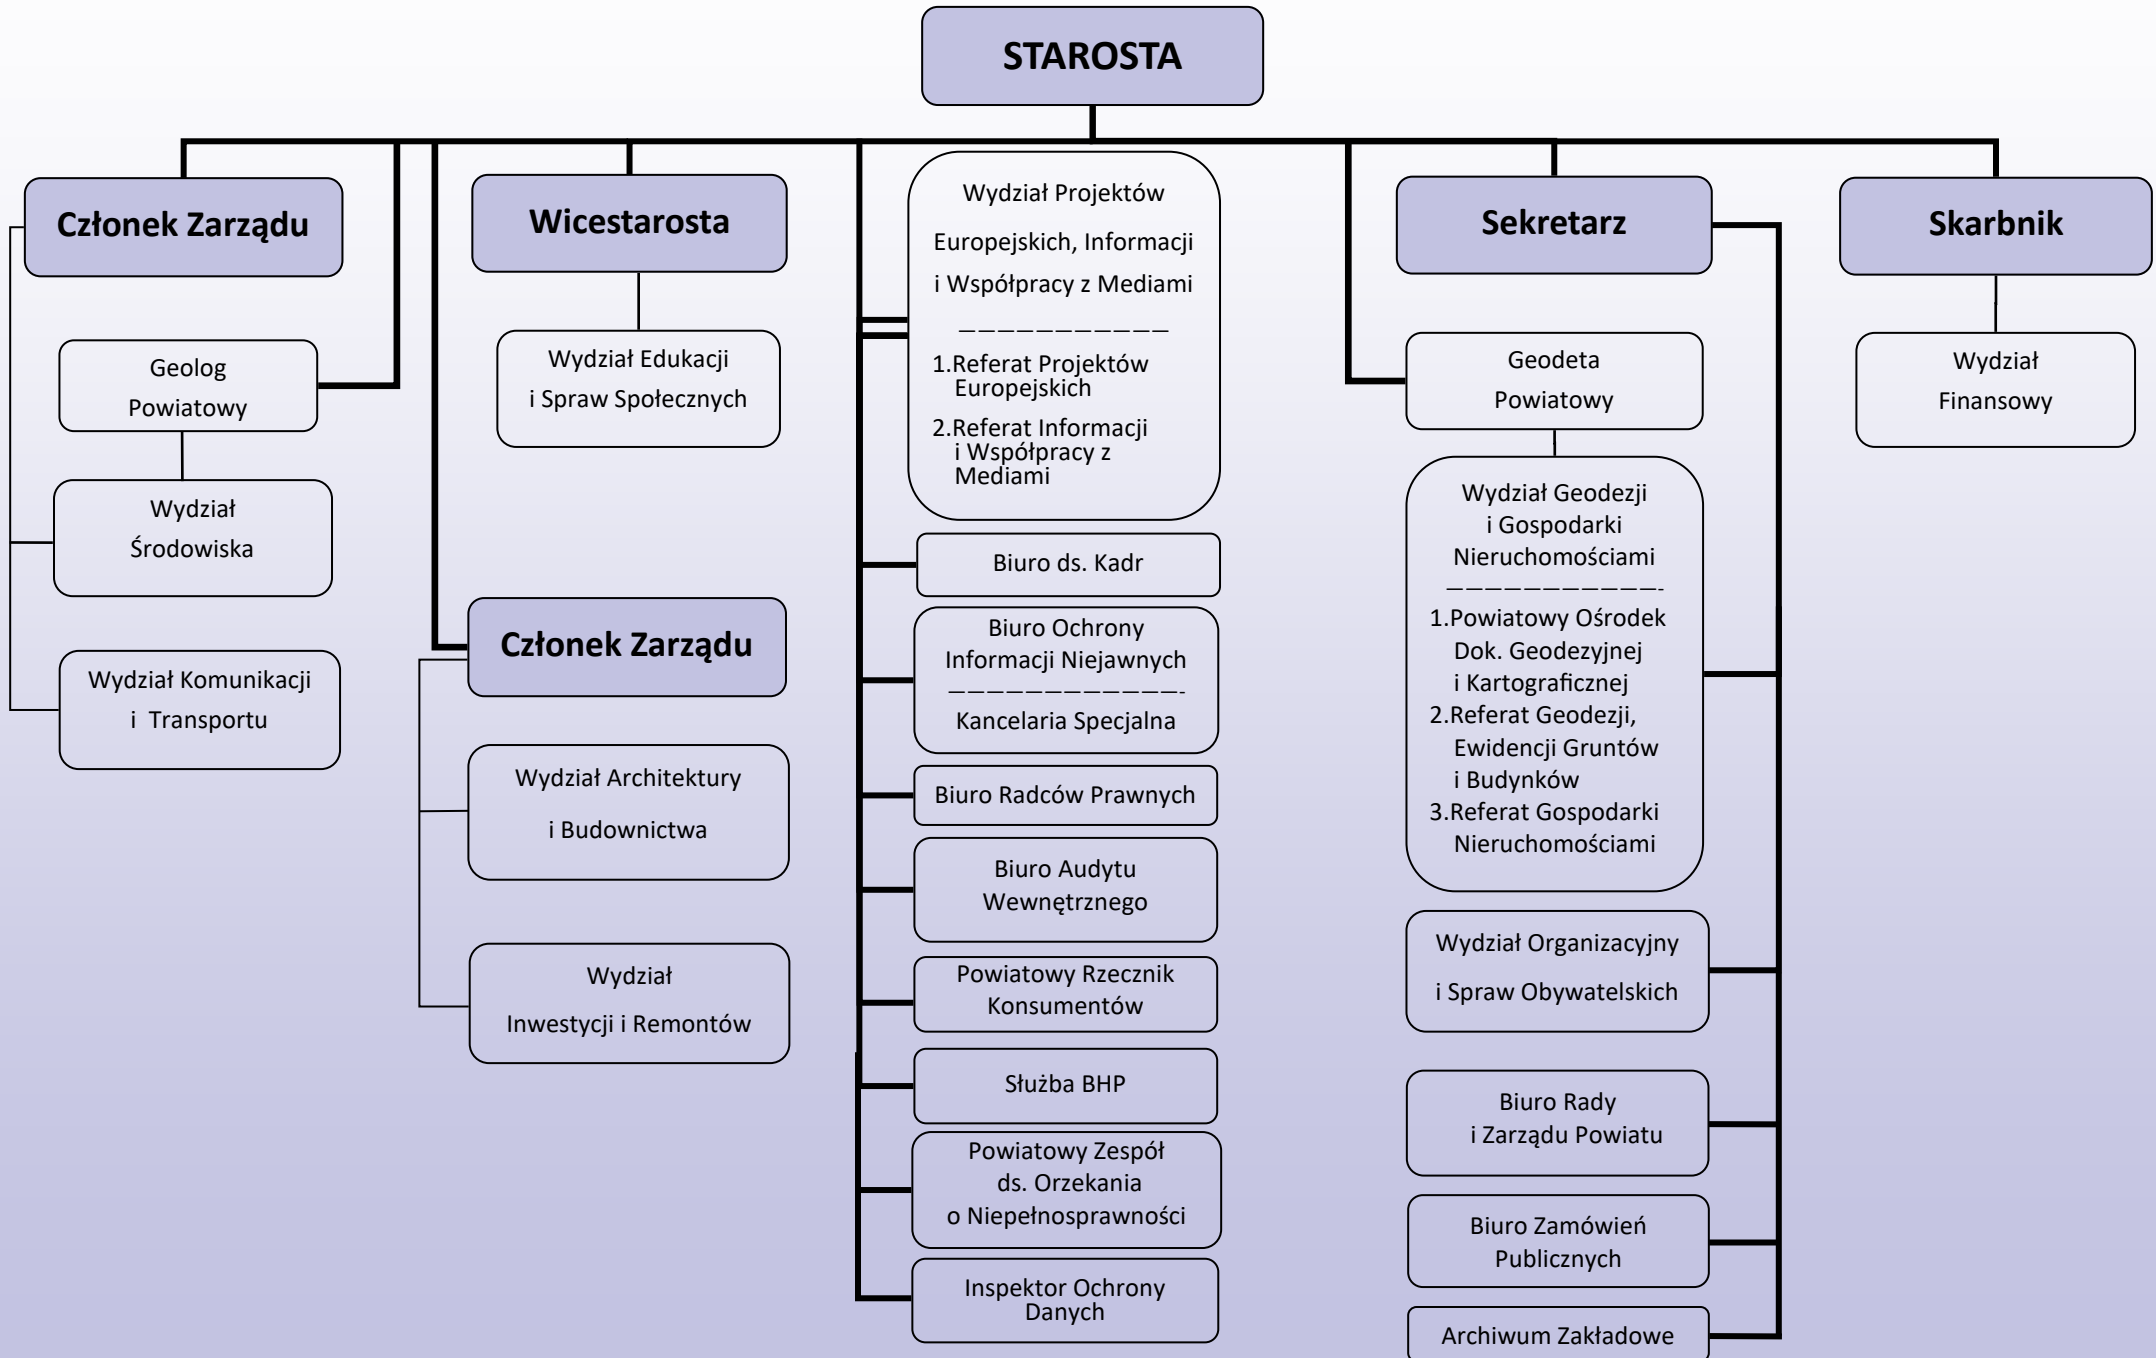 STAROSTA
Członek Zarządu
Geolog
Powiatowy
Wydział
Środowiska
Wydział Komunikacji
i Transportu
Wicestarosta
Wydział Edukacji
i Spraw Społecznych
Członek Zarządu
Wydział Architektury
i Budownictwa
Wydział
Inwestycji i Remontów
Wydział Projektów
Europejskich, Informacji
i Współpracy z Mediami
———————————
1.Referat Projektów
Europejskich
2.Referat Informacji
i Współpracy z
Mediami
Biuro ds. Kadr
Biuro Ochrony
Informacji Niejawnych
————————————-
Kancelaria Specjalna
Biuro Radców Prawnych
Biuro Audytu
Wewnętrznego
Powiatowy Rzecznik
Konsumentów
Służba BHP
Powiatowy Zespół
ds. Orzekania
o Niepełnosprawności
Inspektor Ochrony
Danych
Sekretarz
Geodeta
Powiatowy
Wydział Geodezji
i Gospodarki
Nieruchomościami
———————————-
1.Powiatowy Ośrodek
Dok. Geodezyjnej
i Kartograficznej
2.Referat Geodezji,
Ewidencji Gruntów
i Budynków
3.Referat Gospodarki
Nieruchomościami
Wydział Organizacyjny
i Spraw Obywatelskich
Biuro Rady
i Zarządu Powiatu
Biuro Zamówień
Publicznych
Archiwum Zakładowe
Skarbnik
Wydział
Finansowy